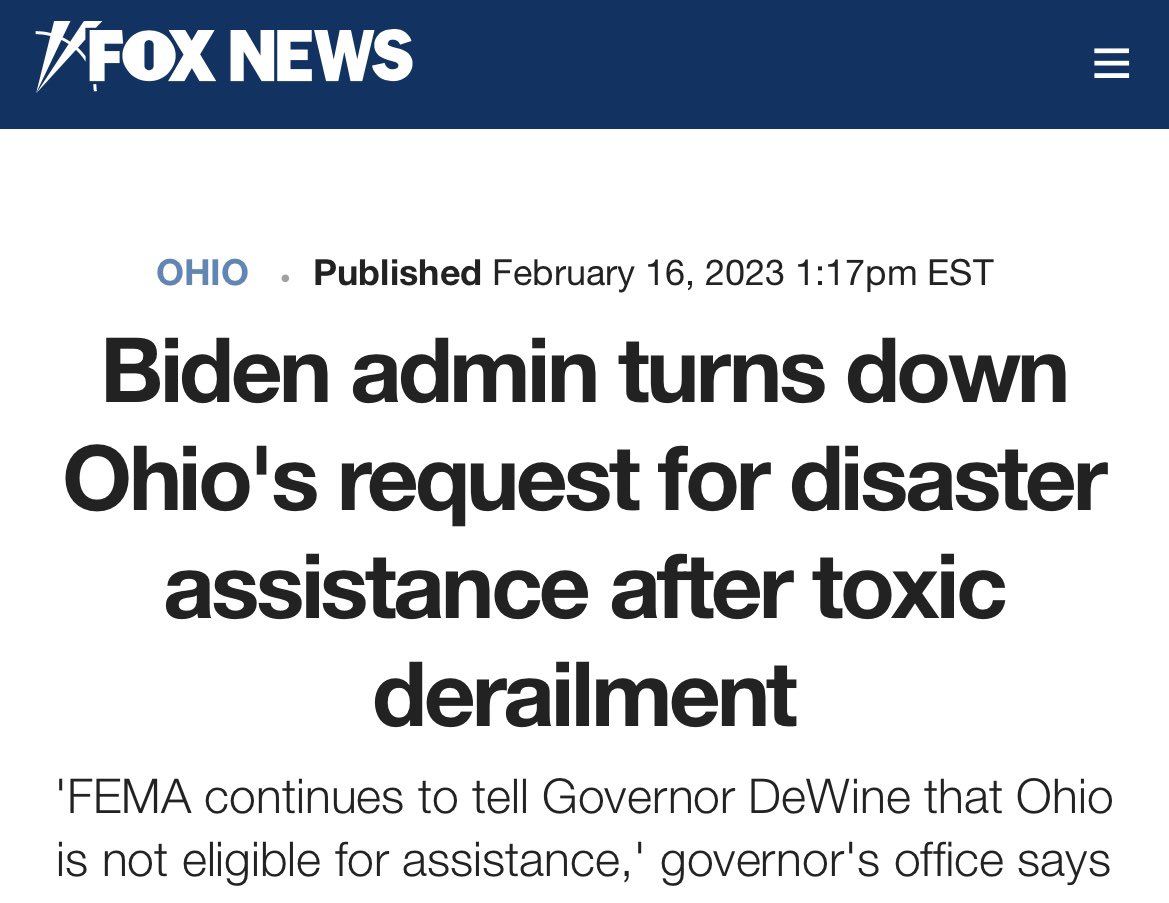 FOX NEWS
OHIO · Published February 16, 2023 1:17pm EST
Biden admin turns down
Ohio's request for disaster
assistance after toxic
derailment
'FEMA continues to tell Governor DeWine that Ohio
is not eligible for assistance,' governor's office says